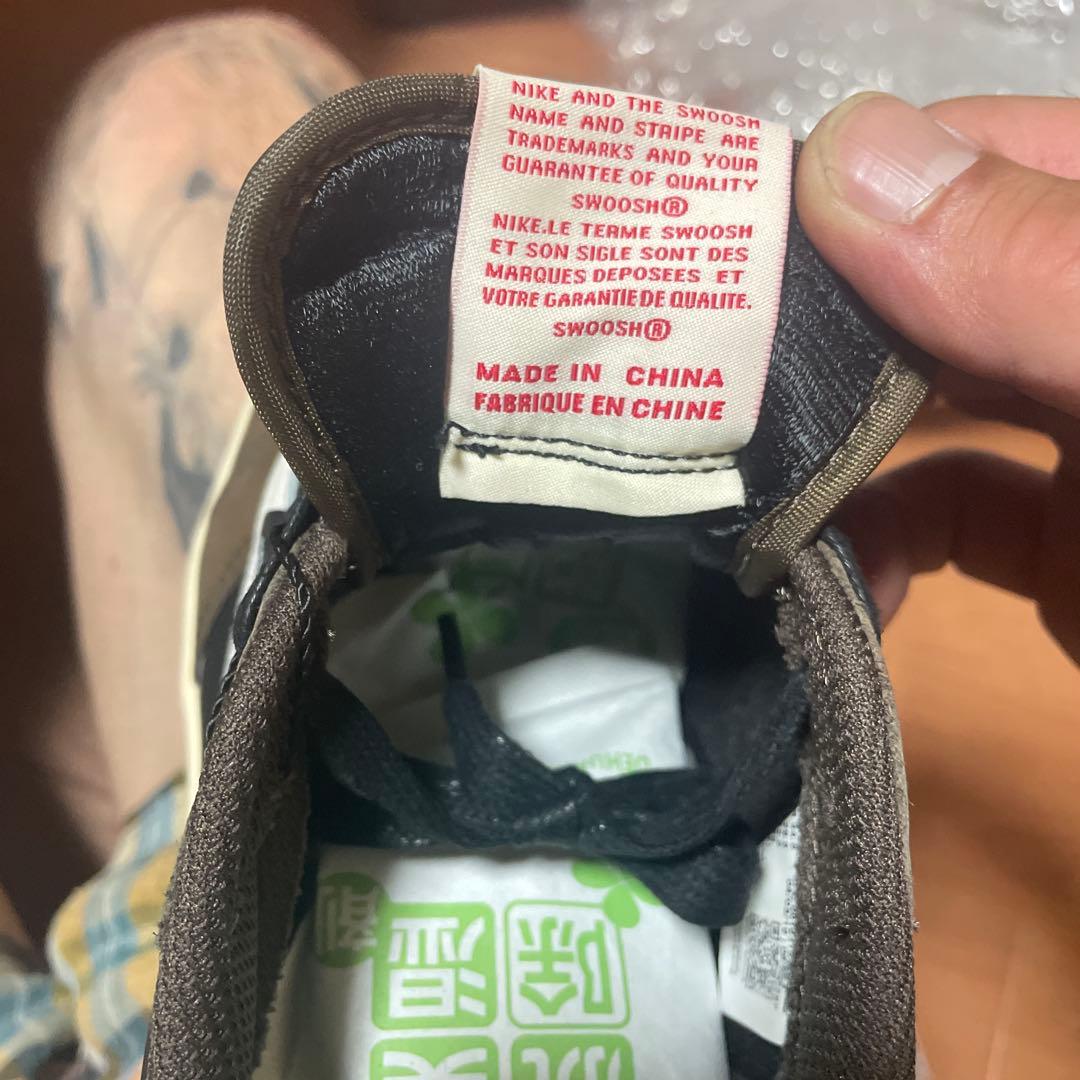 NIKE AND THE SWOOSH
NAME AND STRIPE ARE
TRADEMARKS AND YOUR
GUARANTEE OF QUALITY
SWOOSH®
NIKE.LE TERME SWOOSH
ET SON SIGLE SONT DES
MARQUES DEPOSEES ET
VOTRE GARANTIE DE QUALITE.
SWOOSH®
MADE IN CHINA
FABRIQUE EN CHINE
除湿